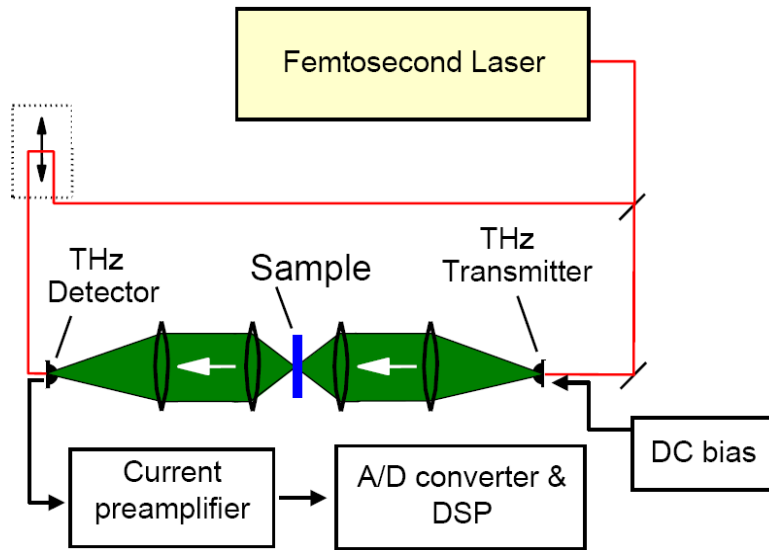 Femtosecond Laser
THz
Detector
Sample
THz
Transmitter
DC bias
Current
preamplifier
A/D converter &
DSP